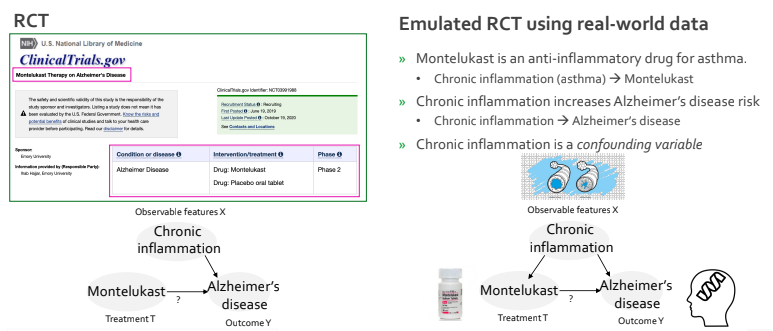 RCT
NIH U.S. National Library of Medicine
ClinicalTrials.gov
Montelukast Therapy on Alzheimer's Disease
The safety and scientific validity of this study is the responsibility of the
study sponsor and investigators. Listing a study does not mean it has
been evaluated by the U.S. Federal Government. Know the risks and
potential benefits of clinical studies and talk to your health care
provider before participating. Read our disclaimer for details.
ClinicalTrials.gov Identifier: NCT03991988
Recruitment Status : Recruiting
First Posted : June 19, 2019
Last Update Posted : October 19, 2020
See Contacts and Locations
Sponsor:
Emory University
Information provided by (Responsible Party):
Ihab Hajjar, Emory University
Condition or disease Intervention/treatment Phase
Alzheimer Disease Drug: Montelukast Phase 2
Drug: Placebo oral tablet
Observable features X
Chronic
inflammation
Montelukast ? Alzheimer's
disease
Treatment T
Outcome Y
Emulated RCT using real-world data
» Montelukast is an anti-inflammatory drug for asthma.
• Chronic inflammation (asthma) → Montelukast
» Chronic inflammation increases Alzheimer's disease risk
• Chronic inflammation → Alzheimer's disease
» Chronic inflammation is a confounding variable
Observable features X
Chronic
inflammation
Montelukast ? Alzheimer's
disease
Treatment T
Outcome Y